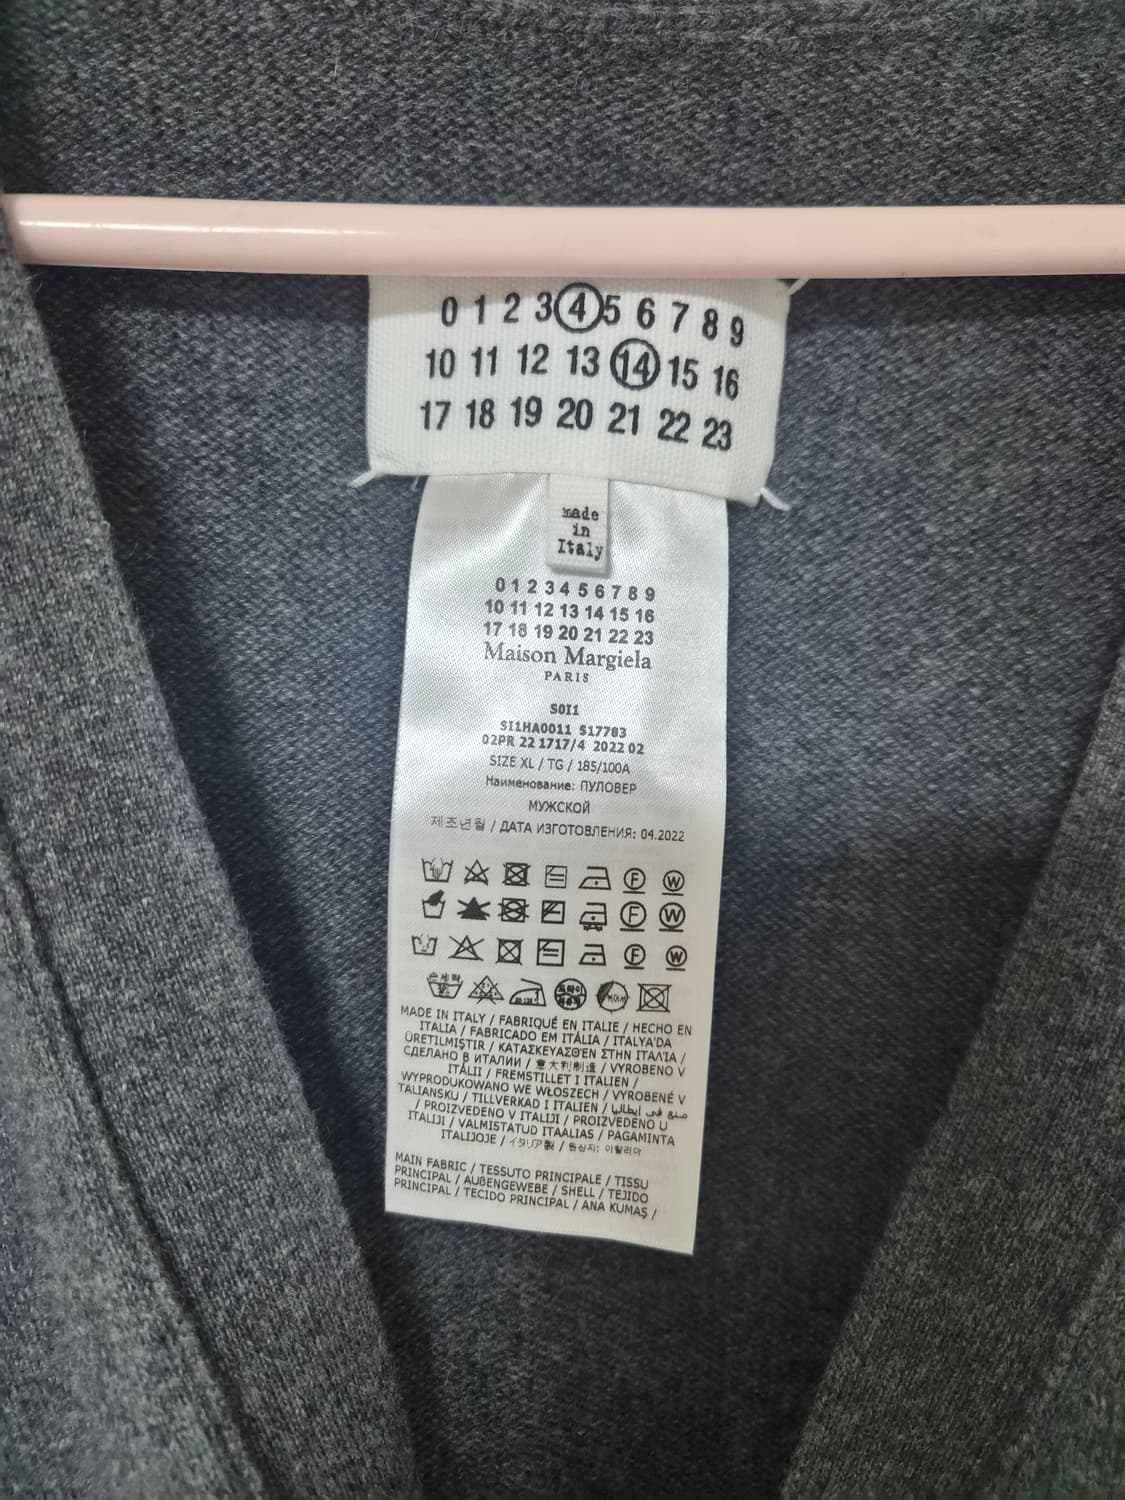 0 1 2 3 4 5 6 7 8 9
10 11 12 13 14 15 16
17 18 19 20 21 22 23
made
in
Italy
0 1 2 3 4 5 6 7 8 9
10 11 12 13 14 15 16
17 18 19 20 21 22 23
Maison Margiela
PARIS
S0I1
SI1HA0011 S17783
02PR 22 1717/4 2022 02
SIZE XL / TG / 185/100A
Наименование: ПУЛОВЕР
МУЖСКОЙ
제조년월 / ДАТА ИЗГОТОВЛЕНИЯ: 04.2022
F W
F W
F W
MADE IN ITALY / FABRIQUÉ EN ITALIE / HECHO EN
ITALIA / FABRICADO EM ITÁLIA / ITALYA'DA
ÜRETILMIŞTIR / ΚΑΤΑΣΚΕΥΑΣΘΈΝ ΣΤΗΝ ΙΤΑΛΊΑ /
СДЕЛАНО В ИТАЛИИ / 意大利制造 / VYROBENO V
ITÁLII / FREMSTILLET I ITALIEN /
WYPRODUKOWANO WE WŁOSZECH / VYROBENÉ V
TALIANSKU / TILLVERKAD I ITALIEN / صنع في ايطاليا
/ PROIZVEDENO V ITALIJI / PROIZVEDENO U
ITALIJI / VALMISTATUD ITAALIAS / PAGAMINTA
ITALIJOJE / イタリア製 / 원산지: 이탈리아
MAIN FABRIC / TESSUTO PRINCIPALE / TISSU
PRINCIPAL / AUßENGEWEBE / SHELL / TEJIDO
PRINCIPAL / TECIDO PRINCIPAL / ANA KUMAŞ /